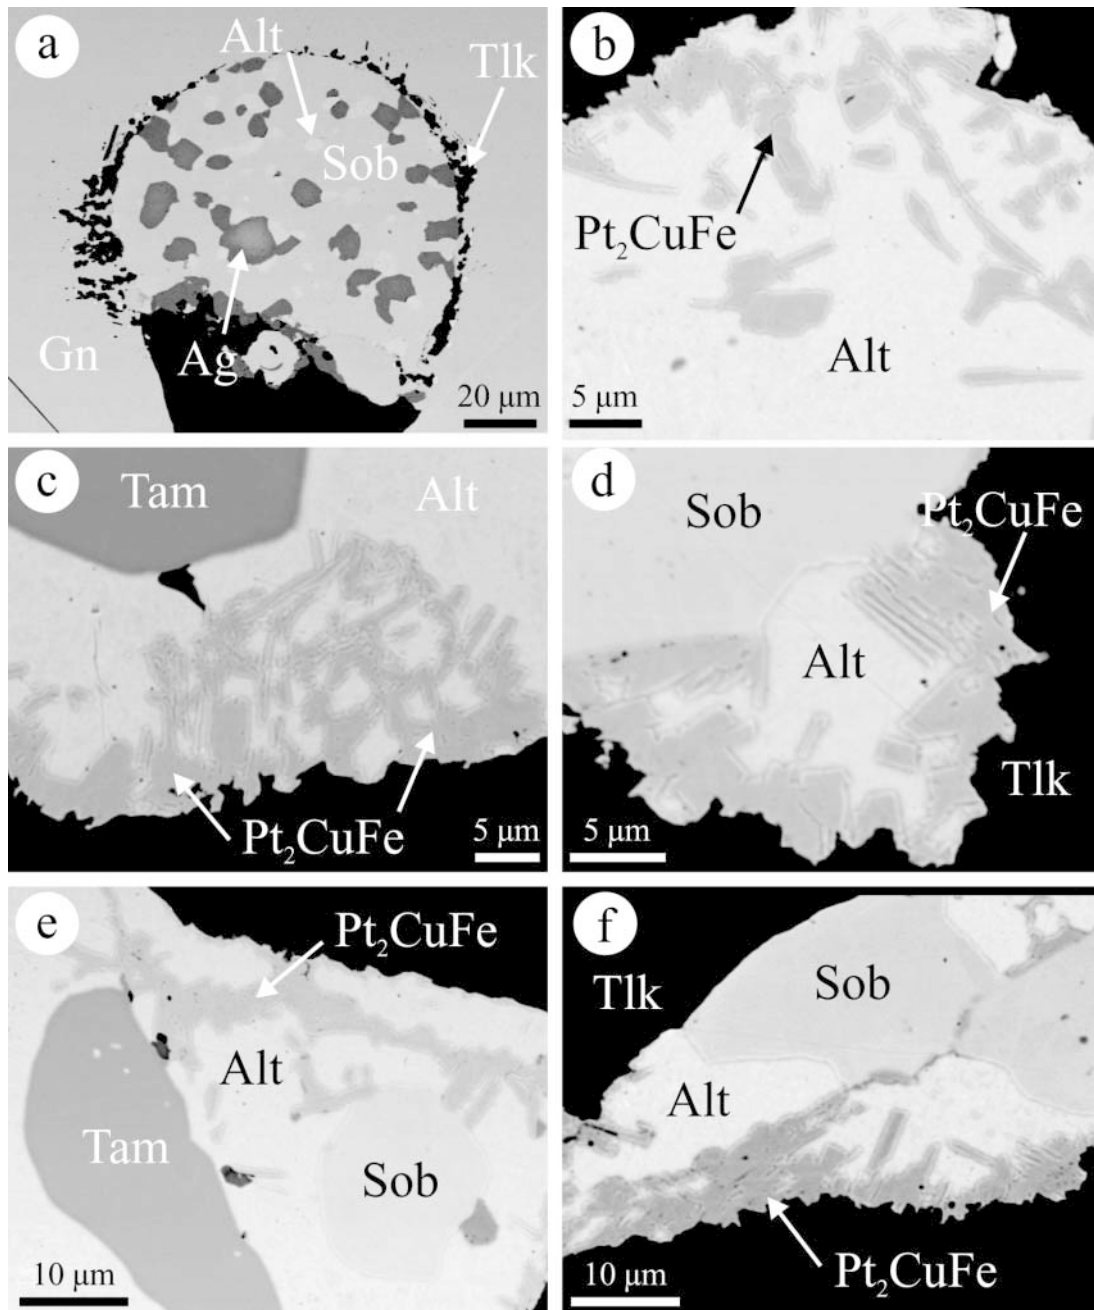 a
Alt
Tlk
Sob
Gn
Ag
20 μm
b
Pt₂CuFe
Alt
5 μm
c
Tam
Alt
Pt₂CuFe
5 μm
d
Sob
Pt₂CuFe
Alt
Tlk
5 μm
e
Pt₂CuFe
Alt
Tam
Sob
10 μm
f
Tlk
Sob
Alt
Pt₂CuFe
10 μm